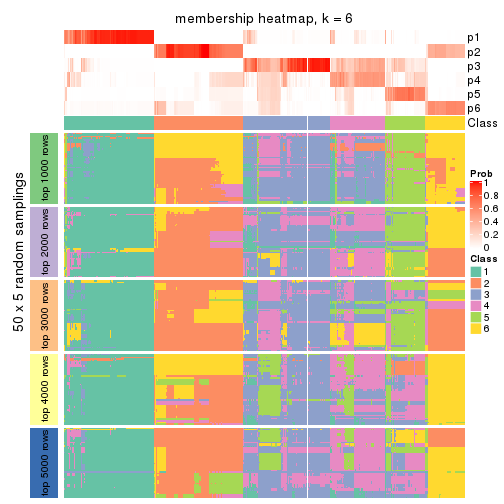 membership heatmap, k = 6
p1
p2
p3
p4
p5
p6
Class
50 x 5 random samplings
top 1000 rows
top 2000 rows
top 3000 rows
top 4000 rows
top 5000 rows
Prob
1
0.8
0.6
0.4
0.2
0
Class
1
2
3
4
5
6